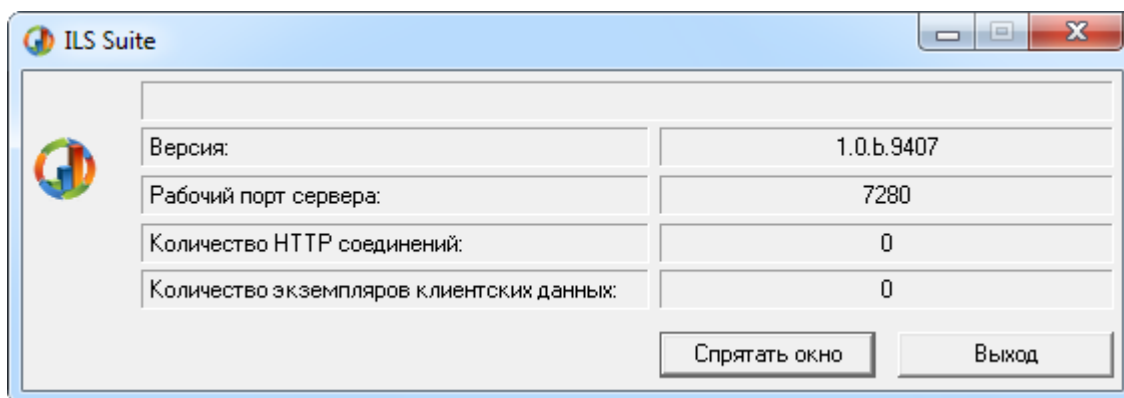 ILS Suite
Версия: 1.0.b.9407
Рабочий порт сервера: 7280
Количество HTTP соединений: 0
Количество экземпляров клиентских данных: 0
Спрятать окно Выход